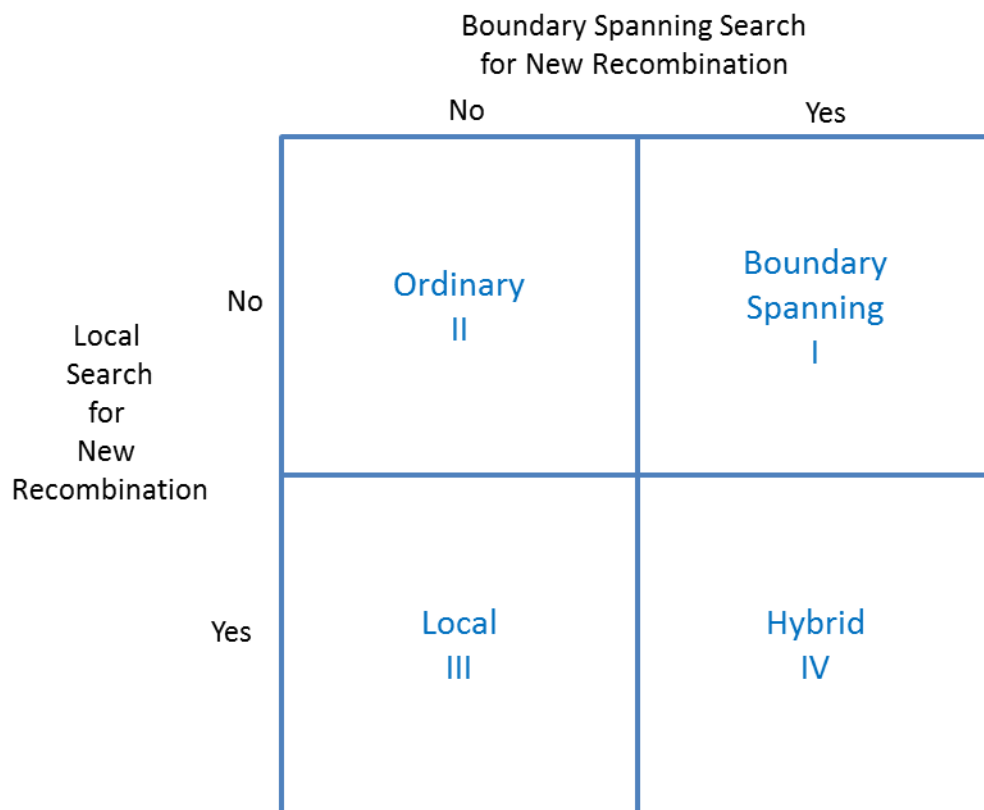 Boundary Spanning Search
for New Recombination
No
Yes
Ordinary
II
Boundary
Spanning
I
No
Local
Search
for
New
Recombination
Yes
Local
III
Hybrid
IV